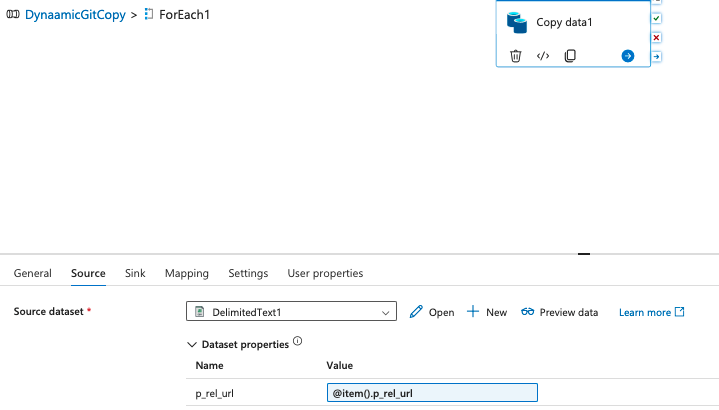 DynaamicGitCopy > ForEach1
Copy data1
General Source Sink Mapping Settings User properties
Source dataset * DelimitedText1 Open New Preview data Learn more
Dataset properties
Name Value
p_rel_url @item().p_rel_url